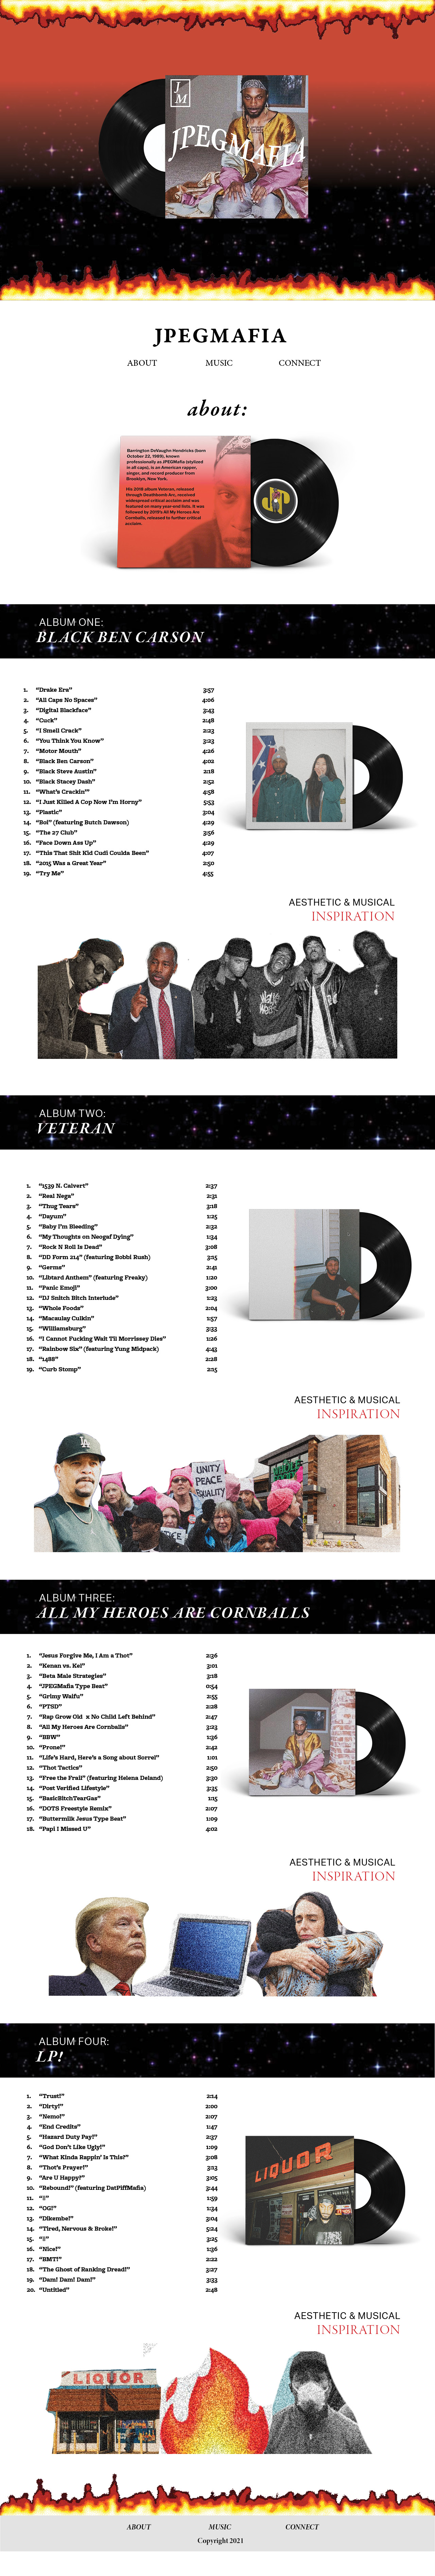 J
M
JPEGMAFIA
JPEGMAFIA
ABOUT MUSIC CONNECT
about:
Barrington DeVaughn Hendricks (born
October 22, 1989), known
professionally as JPEGMafia (stylized
in all caps), is an American rapper,
singer, and record producer from
Brooklyn, New York.
His 2018 album Veteran, released
through Deathbomb Arc, received
widespread critical acclaim and was
featured on many year-end lists. It was
followed by 2019's All My Heroes Are
Cornballs, released to further critical
acclaim.
JP
ALBUM ONE:
BLACK BEN CARSON
1. “Drake Era” 3:57
2. “All Caps No Spaces” 4:06
3. “Digital Blackface” 3:43
4. “Cuck” 2:48
5. “I Smell Crack” 2:23
6. “You Think You Know” 3:23
7. “Motor Mouth” 4:26
8. “Black Ben Carson” 4:02
9. “Black Steve Austin” 2:18
10. “Black Stacey Dash” 2:52
11. “What's Crackin'” 4:58
12. “I Just Killed A Cop Now I'm Horny” 5:53
13. “Plastic” 3:04
14. “Boi” (featuring Butch Dawson) 4:29
15. “The 27 Club” 3:56
16. “Face Down Ass Up” 4:29
17. “This That Shit Kid Cudi Coulda Been” 4:07
18. “2015 Was a Great Year” 2:50
19. “Try Me” 4:55
AESTHETIC & MUSICAL
INSPIRATION
ALBUM TWO:
VETERAN
1. “1539 N. Calvert” 2:37
2. “Real Nega” 2:31
3. “Thug Tears” 3:18
4. “Dayum” 1:25
5. “Baby I'm Bleeding” 2:32
6. “My Thoughts on Neogaf Dying” 1:34
7. “Rock N Roll Is Dead” 3:08
8. “DD Form 214” (featuring Bobbi Rush) 3:15
9. “Germs” 2:41
10. “Libtard Anthem” (featuring Freaky) 1:20
11. “Panic Emoji” 3:00
12. “DJ Snitch Bitch Interlude” 1:23
13. “Whole Foods” 2:04
14. “Macaulay Culkin” 1:57
15. “Williamsburg” 3:33
16. “I Cannot Fucking Wait Til Morrissey Dies” 1:26
17. “Rainbow Six” (featuring Yung Midpack) 4:43
18. “1488” 2:28
19. “Curb Stomp” 2:15
AESTHETIC & MUSICAL
INSPIRATION
LA
UNITY
PEACE
EQUALITY
WHOLE
FOODS
ALBUM THREE:
ALL MY HEROES ARE CORNBALLS
1. “Jesus Forgive Me, I Am a Thot” 2:36
2. “Kenan vs. Kel” 3:01
3. “Beta Male Strategies” 3:18
4. “JPEGMafia Type Beat” 0:54
5. “Grimy Waifu” 2:55
6. “PTSD” 2:28
7. “Rap Grow Old x No Child Left Behind” 2:47
8. “All My Heroes Are Cornballs” 3:23
9. “BBW” 1:36
10. “Prone!” 2:42
11. “Life's Hard, Here's a Song about Sorrel” 1:01
12. “Thot Tactics” 2:50
13. “Free the Frail” (featuring Helena Deland) 3:30
14. “Post Verified Lifestyle” 3:35
15. “BasicBitchTearGas” 1:15
16. “DOTS Freestyle Remix” 2:07
17. “Buttermilk Jesus Type Beat” 1:09
18. “Papi I Missed U” 4:02
AESTHETIC & MUSICAL
INSPIRATION
ALBUM FOUR:
LP!
1. “Trust!” 2:14
2. “Dirty!” 2:00
3. “Nemo!” 2:07
4. “End Credits” 1:47
5. “Hazard Duty Pay!” 2:37
6. “God Don't Like Ugly!” 1:09
7. “What Kinda Rappin' Is This?” 3:08
8. “Thot's Prayer!” 3:13
9. “Are U Happy?” 3:05
10. “Rebound!” (featuring DatPiffMafia) 3:44
11. “!” 1:59
12. “OG!” 1:34
13. “Dikembe!” 3:04
14. “Tired, Nervous & Broke!” 5:24
15. “!” 3:25
16. “Nice!” 1:36
17. “BMT!” 2:22
18. “The Ghost of Ranking Dread!” 3:27
19. “Dam! Dam! Dam!” 3:33
20. “Untitled” 2:48
LIQUOR
AESTHETIC & MUSICAL
INSPIRATION
LIQUOR
ABOUT MUSIC CONNECT
Copyright 2021